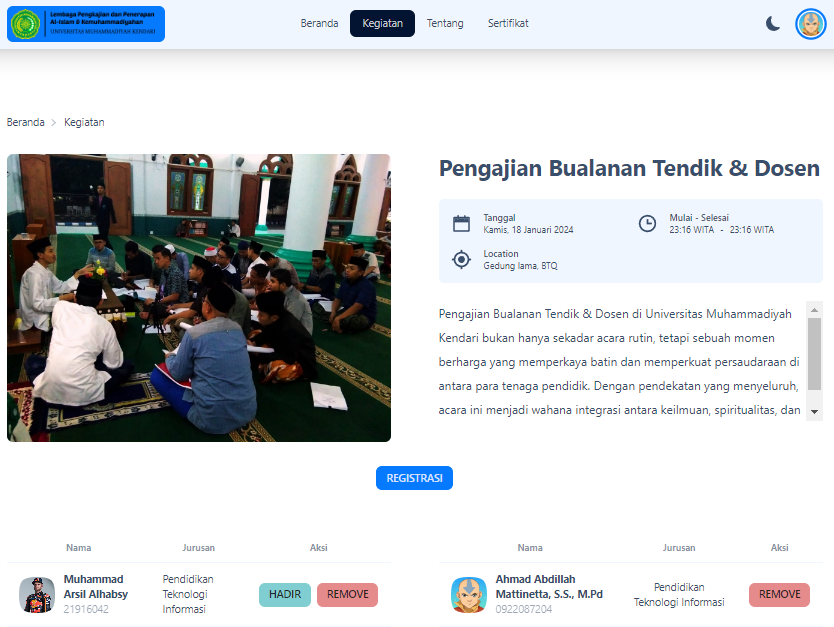 Lembaga Pengkajian dan Penerapan
Al-Islam & Kemuhammadiyahan
UNIVERSITAS MUHAMMADIYAH KENDARI
Beranda
Kegiatan
Tentang
Sertifikat
Beranda > Kegiatan
Pengajian Bualanan Tendik & Dosen
Tanggal
Kamis, 18 Januari 2024
Mulai - Selesai
23:16 WITA - 23:16 WITA
Location
Gedung lama, BTQ
Pengajian Bualanan Tendik & Dosen di Universitas Muhammadiyah
Kendari bukan hanya sekadar acara rutin, tetapi sebuah momen
berharga yang memperkaya batin dan memperkuat persaudaraan di
antara para tenaga pendidik. Dengan pendekatan yang menyeluruh,
acara ini menjadi wahana integrasi antara keilmuan, spiritualitas, dan
REGISTRASI
Nama
Jurusan
Aksi
Muhammad
Arsil Alhabsy
21916042
Pendidikan
Teknologi
Informasi
HADIR
REMOVE
Nama
Jurusan
Aksi
Ahmad Abdillah
Mattinetta, S.S., M.Pd
0922087204
Pendidikan
Teknologi Informasi
REMOVE